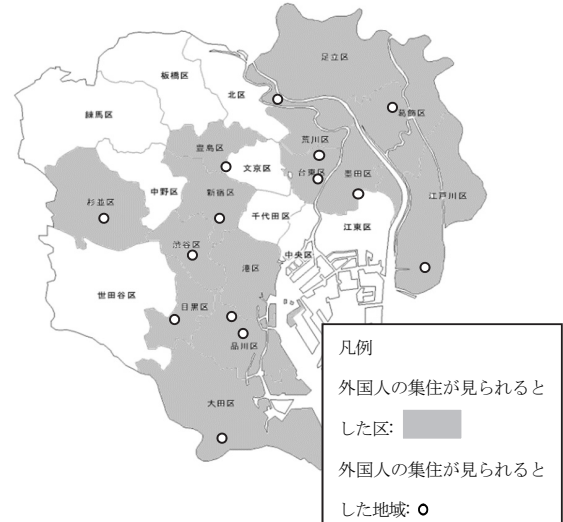 足立区
板橋区
北区
練馬区
葛飾区
荒川区
豊島区
文京区
台東区
墨田区
杉並区
中野区
新宿区
江戸川区
千代田区
江東区
渋谷区
中央区
港区
世田谷区
目黒区
品川区
大田区
凡例
外国人の集住が見られると
した区:
外国人の集住が見られると
した地域: